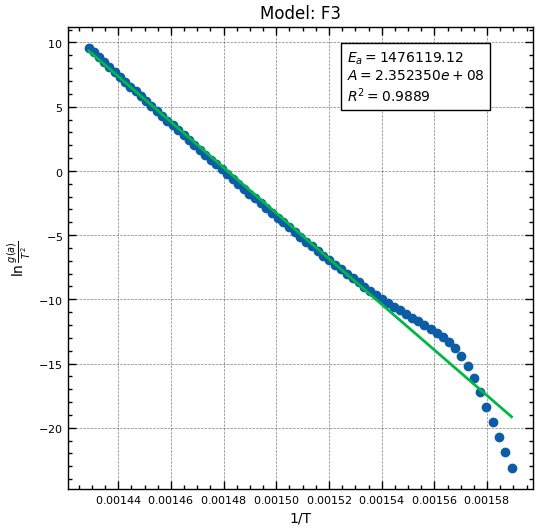 Model: F3
E_a = 1476119.12
A = 2.352350e + 08
R^2 = 0.9889
10
5
0
−5
−10
−15
−20
ln g(a)/T^2
0.00144 0.00146 0.00148 0.00150 0.00152 0.00154 0.00156 0.00158
1/T